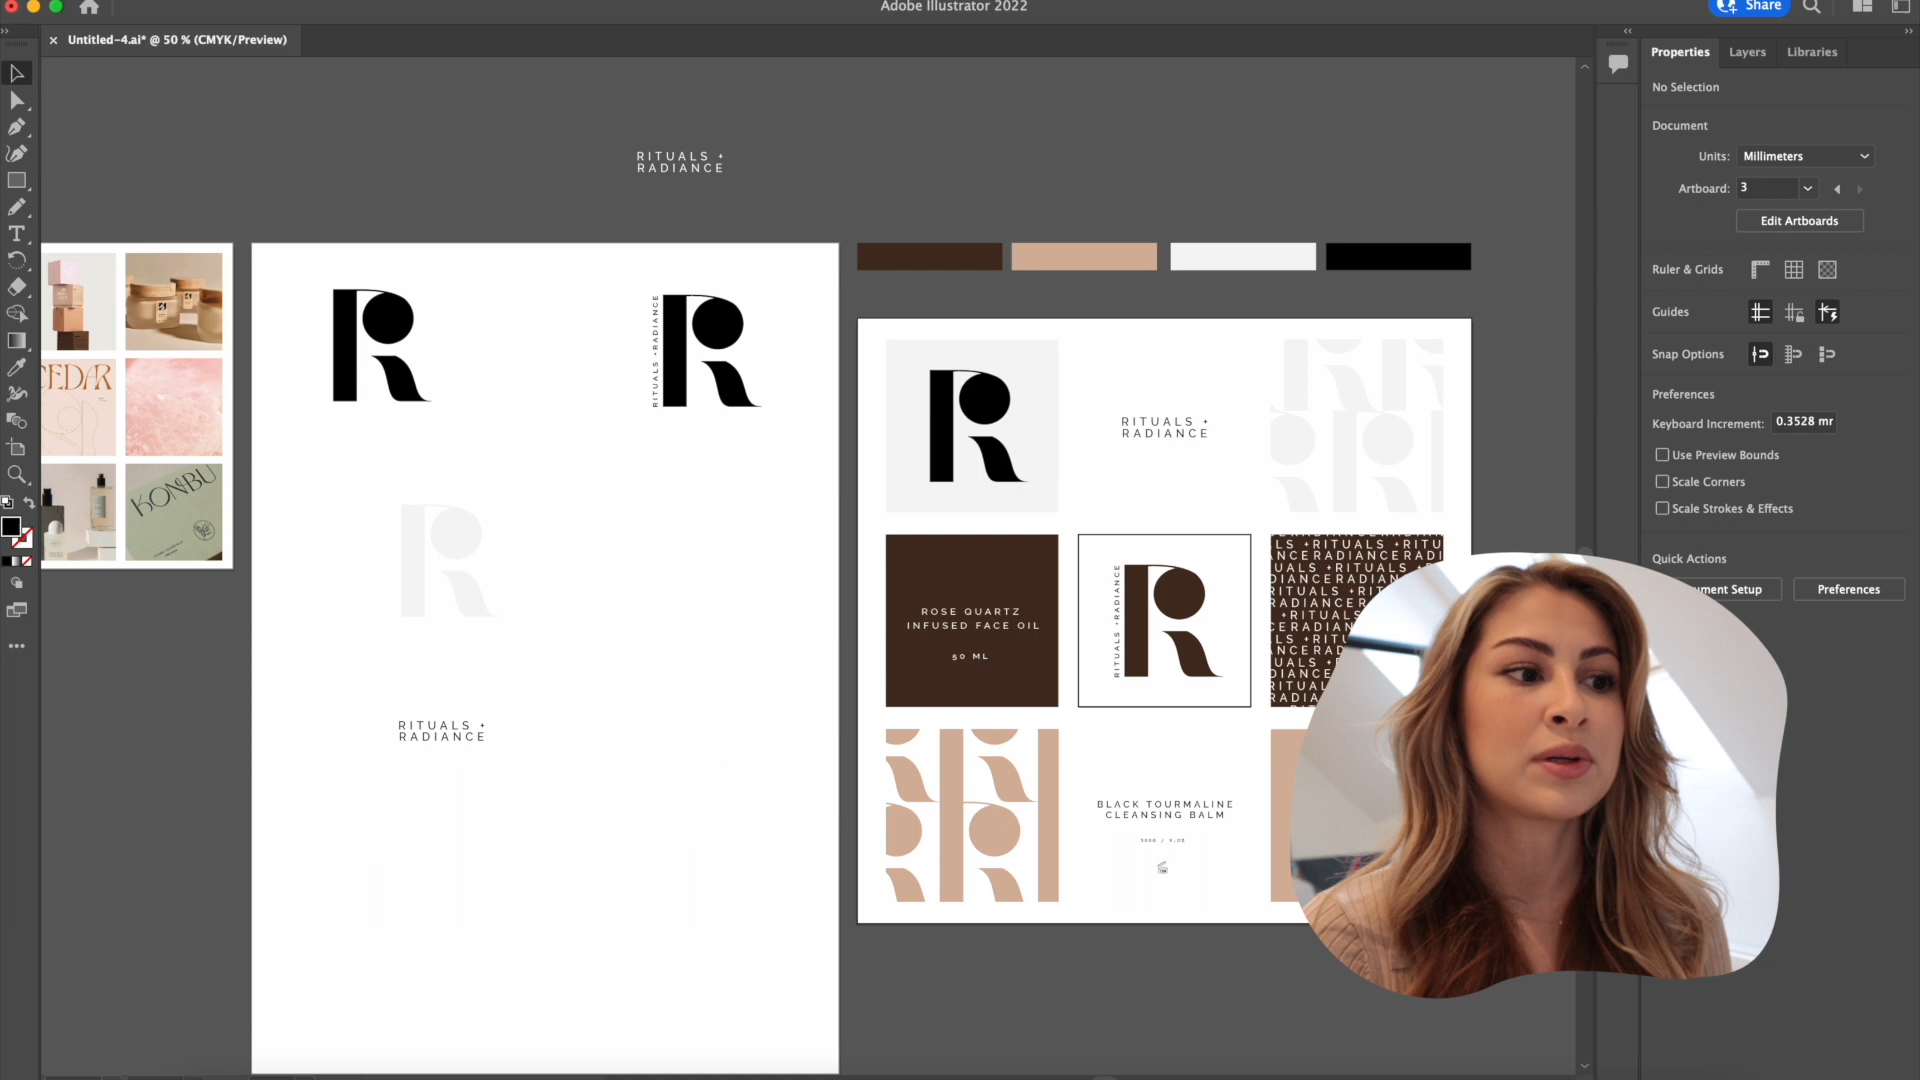 Adobe Illustrator 2022
Share
Untitled-4.ai* @ 50 % (CMYK/Preview)
Properties
Layers
Libraries
No Selection
Document
Units:
Millimeters
Artboard:
3
Edit Artboards
Ruler & Grids
Guides
Snap Options
Preferences
Keyboard Increment:
0.3528 mr
Use Preview Bounds
Scale Corners
Scale Strokes & Effects
Quick Actions
ument Setup
Preferences
RITUALS +
RADIANCE
CEDAR
KONBU
R
RITUALS +RADIANCE
R
R
RITUALS +
RADIANCE
R
RITUALS +
RADIANCE
ROSE QUARTZ
INFUSED FACE OIL
50 ML
RITUALS +RADIANCE
R
LS +RITUALS +RITU
NCERADIANCERADI
UALS +RITUALS +R
DIANCERADIAN
+RITUALS
RADIANCER
+RITUALS
CERADIAN
LS +RITU
NCERAD
UALS +
DIANCE
RITUAL
RADIA
BLACK TOURMALINE
CLEANSING BALM